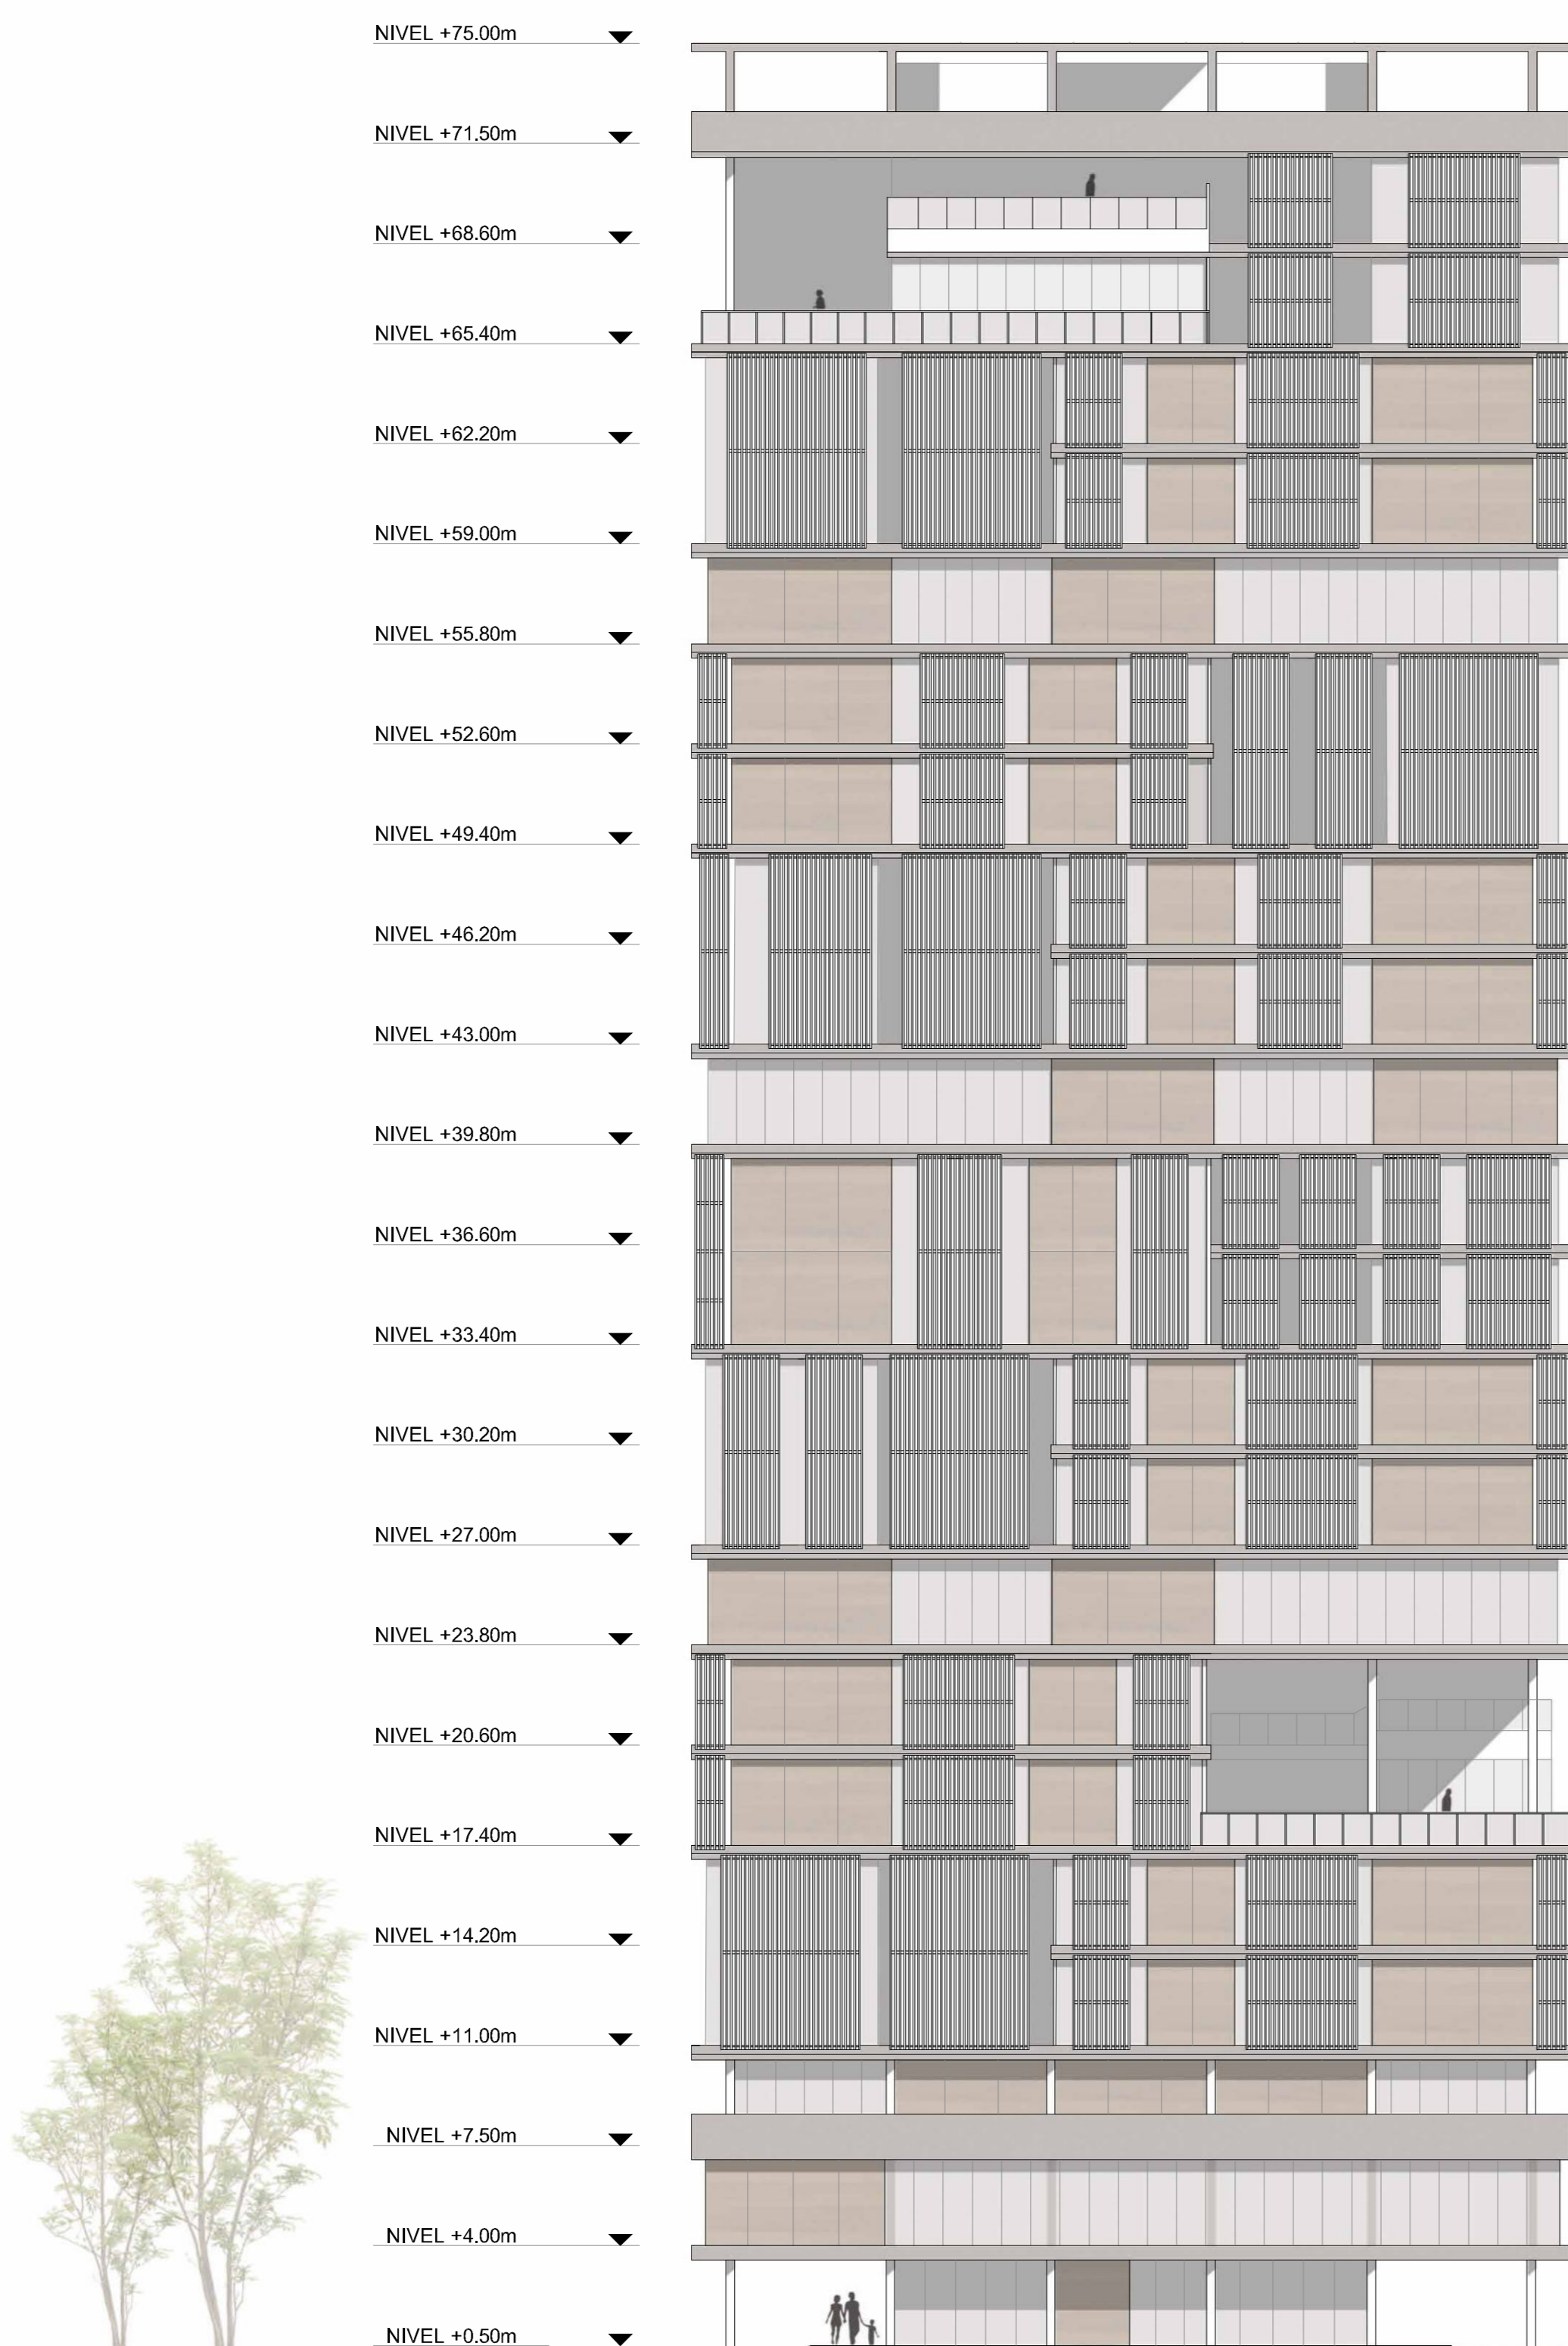 NIVEL +75.00m
NIVEL +71.50m
NIVEL +68.60m
NIVEL +65.40m
NIVEL +62.20m
NIVEL +59.00m
NIVEL +55.80m
NIVEL +52.60m
NIVEL +49.40m
NIVEL +46.20m
NIVEL +43.00m
NIVEL +39.80m
NIVEL +36.60m
NIVEL +33.40m
NIVEL +30.20m
NIVEL +27.00m
NIVEL +23.80m
NIVEL +20.60m
NIVEL +17.40m
NIVEL +14.20m
NIVEL +11.00m
NIVEL +7.50m
NIVEL +4.00m
NIVEL +0.50m